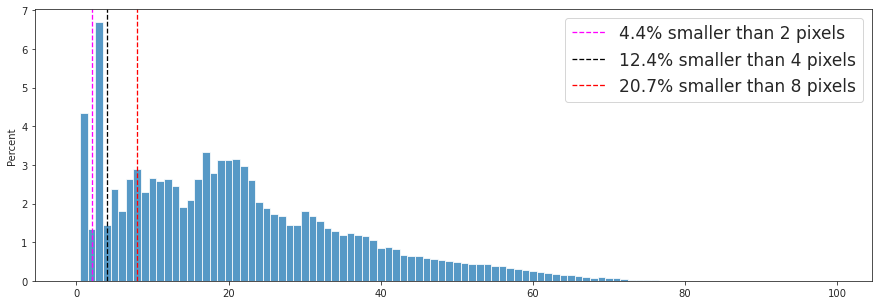 7
6
5
4
3
2
1
0
Percent
0 20 40 60 80 100
4.4% smaller than 2 pixels
12.4% smaller than 4 pixels
20.7% smaller than 8 pixels